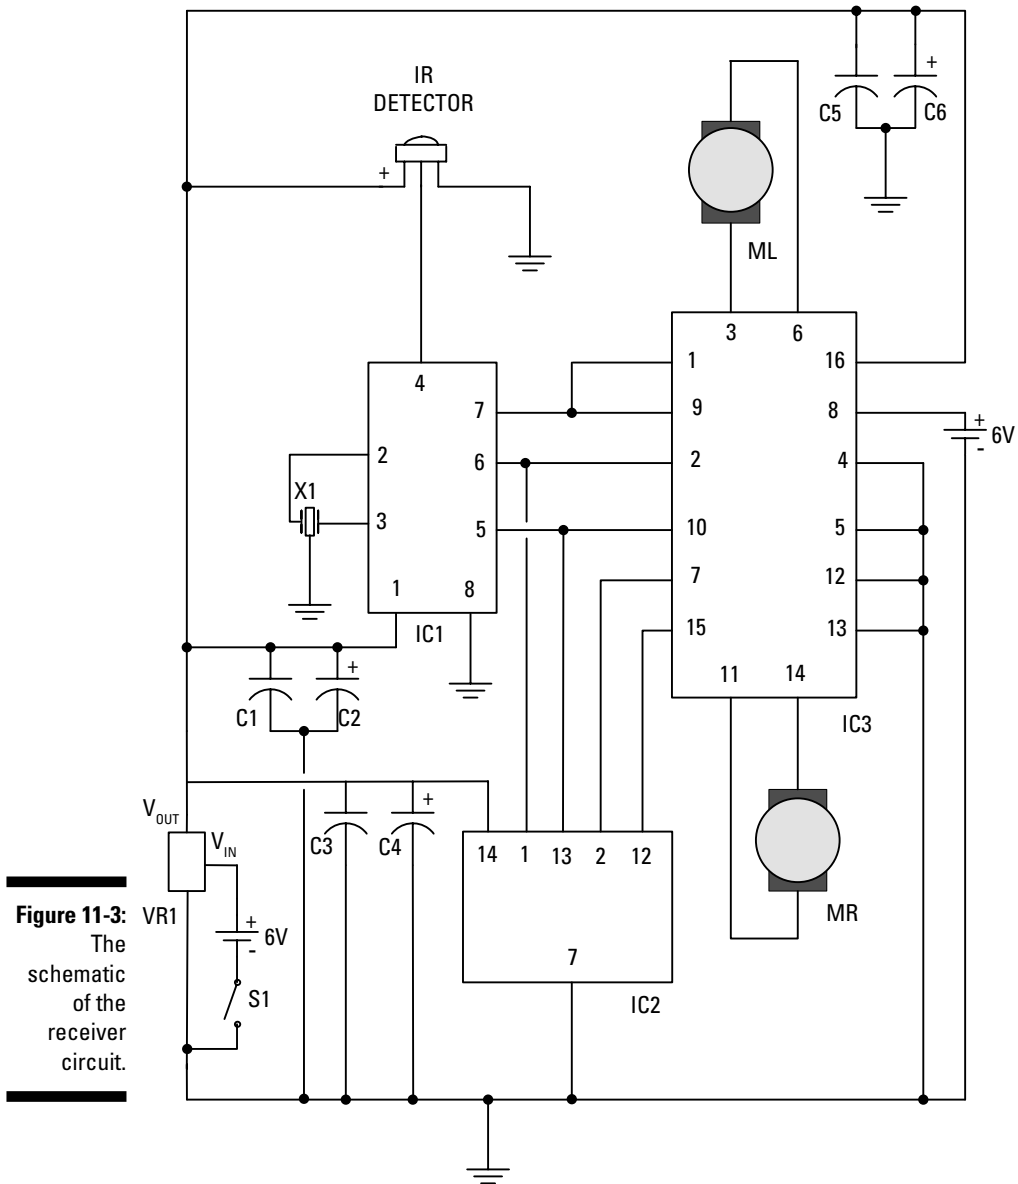 IR
DETECTOR
+
+
C5
C6
ML
3
6
4
1
16
7
9
8
+
6V
-
2
6
2
4
X1
3
5
10
5
7
12
1
8
15
13
IC1
11
14
+
C1
C2
IC3
V_OUT
+
V_IN
C3
C4
14
1
13
2
12
Figure 11-3:
The
schematic
of the
receiver
circuit.
VR1
+
6V
-
MR
7
S1
IC2